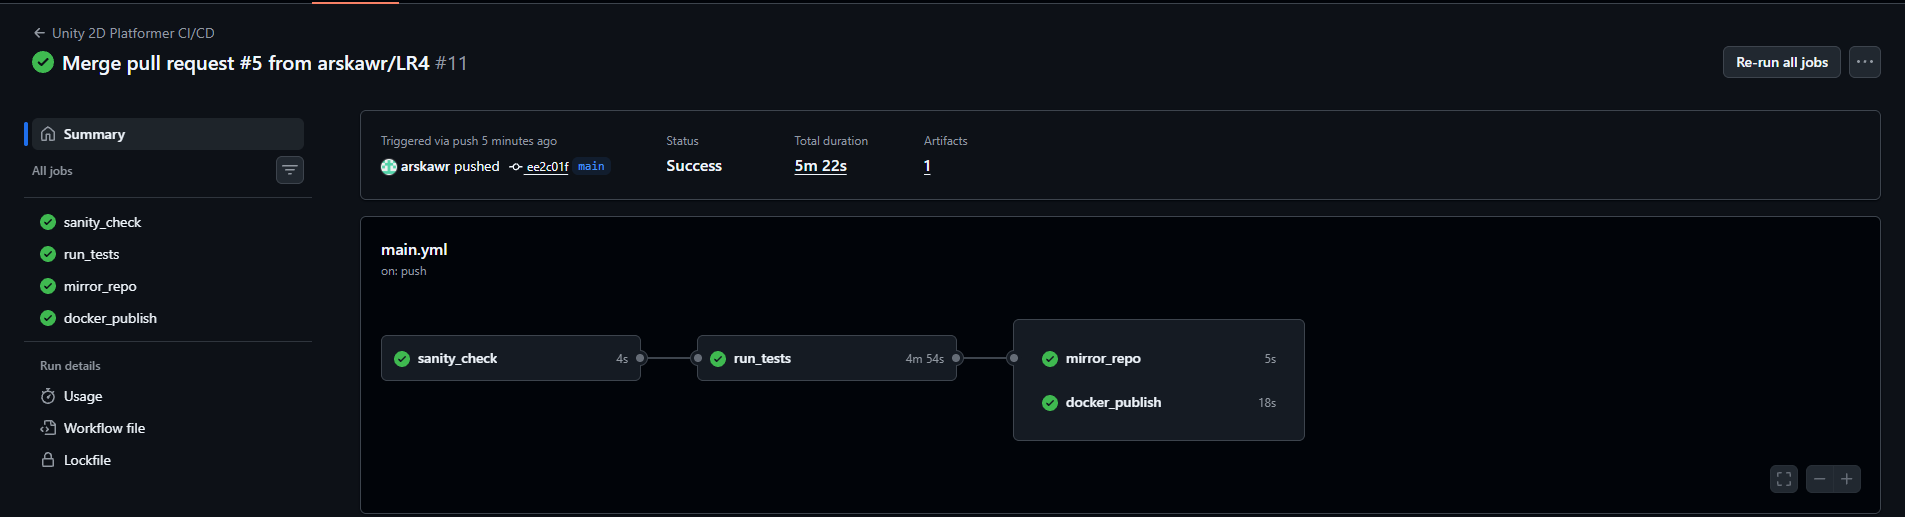 Unity 2D Platformer CI/CD
Merge pull request #5 from arskawr/LR4 #11
Re-run all jobs
Summary
All jobs
sanity_check
run_tests
mirror_repo
docker_publish
Run details
Usage
Workflow file
Lockfile
Triggered via push 5 minutes ago
arskawr pushed ee2c01f main
Status
Success
Total duration
5m 22s
Artifacts
1
main.yml
on: push
sanity_check 4s
run_tests 4m 54s
mirror_repo 5s
docker_publish 18s